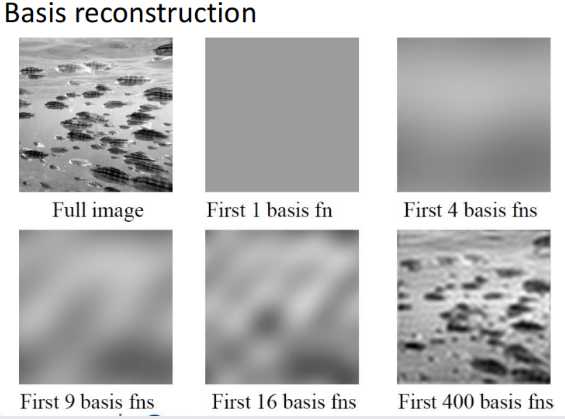 Basis reconstruction
Full image
First 1 basis fn
First 4 basis fns
First 9 basis fns
First 16 basis fns
First 400 basis fns